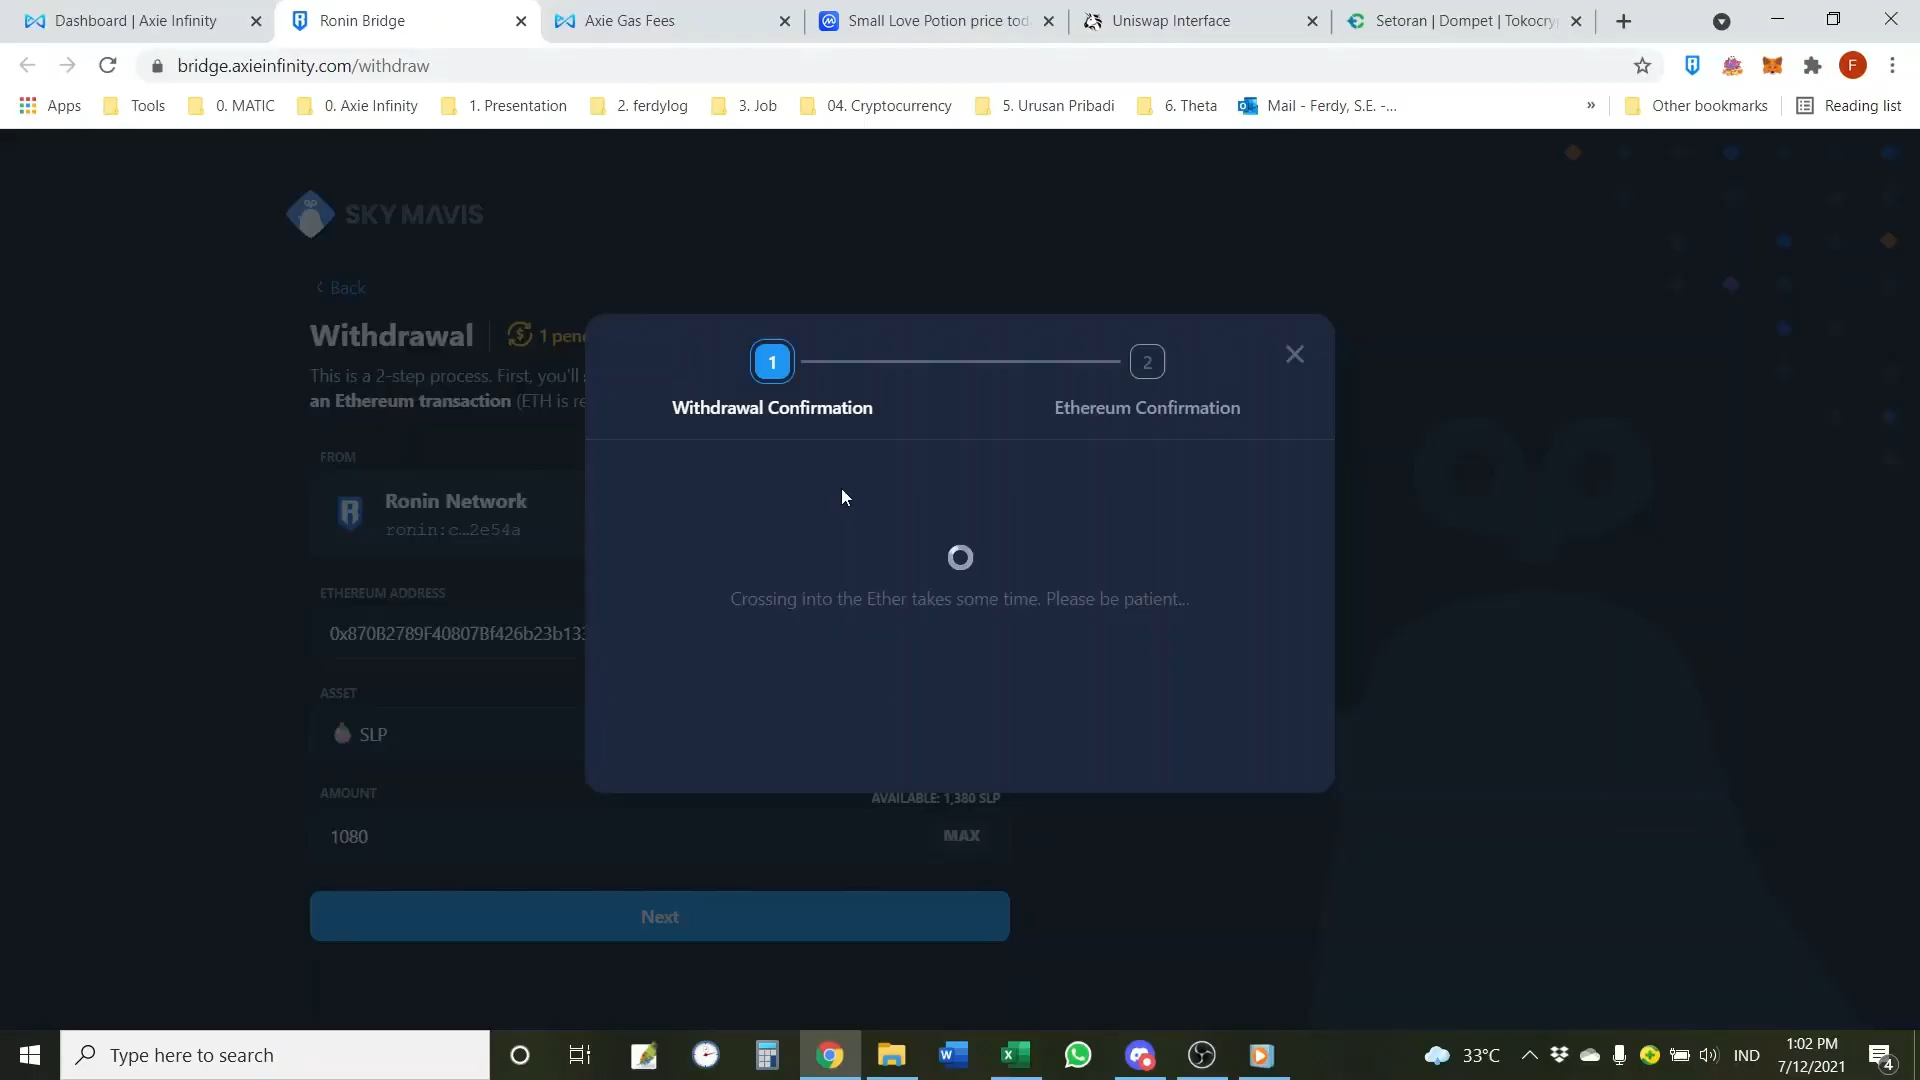 Dashboard | Axie Infinity
Ronin Bridge
Axie Gas Fees
Small Love Potion price tod
Uniswap Interface
Setoran | Dompet | Tokocry
bridge.axieinfinity.com/withdraw
F
Apps
Tools
0. MATIC
0. Axie Infinity
1. Presentation
2. ferdylog
3. Job
04. Cryptocurrency
5. Urusan Pribadi
6. Theta
Mail - Ferdy, S.E. -...
»
Other bookmarks
Reading list
SKY MAVIS
Back
Withdrawal
1 pen
This is a 2-step process. First, you'll
an Ethereum transaction (ETH is re
1
2
Withdrawal Confirmation
Ethereum Confirmation
FROM
Ronin Network
ronin:c…2e54a
Crossing into the Ether takes some time. Please be patient...
ETHEREUM ADDRESS
0x870B2789F40807Bf426b23b133
ASSET
SLP
AMOUNT
AVAILABLE: 1,380 SLP
1080
MAX
Next
Type here to search
33°C
IND
1:02 PM
7/12/2021
4